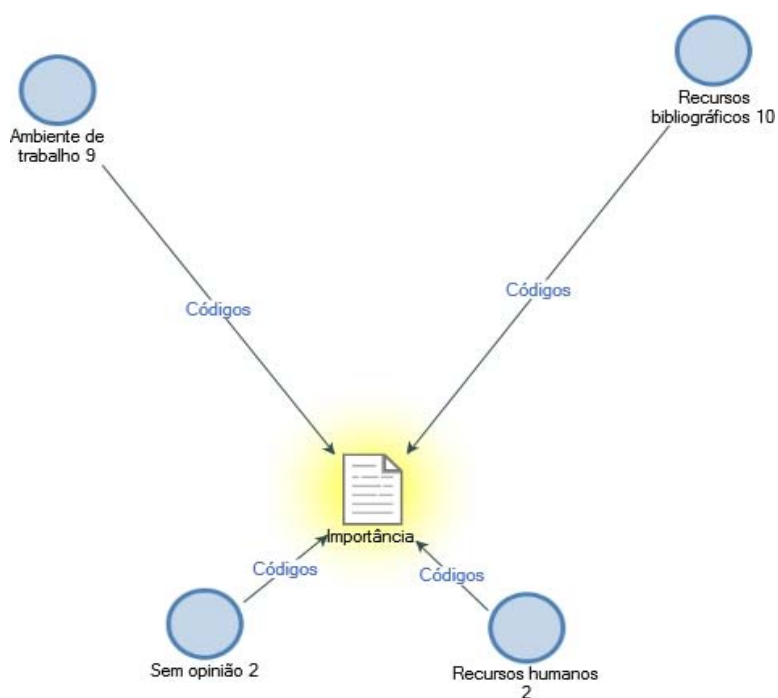 Recursos
bibliográficos 10
Ambiente de
trabalho 9
Códigos
Códigos
Importância
Códigos
Códigos
Sem opinião 2
Recursos humanos
2